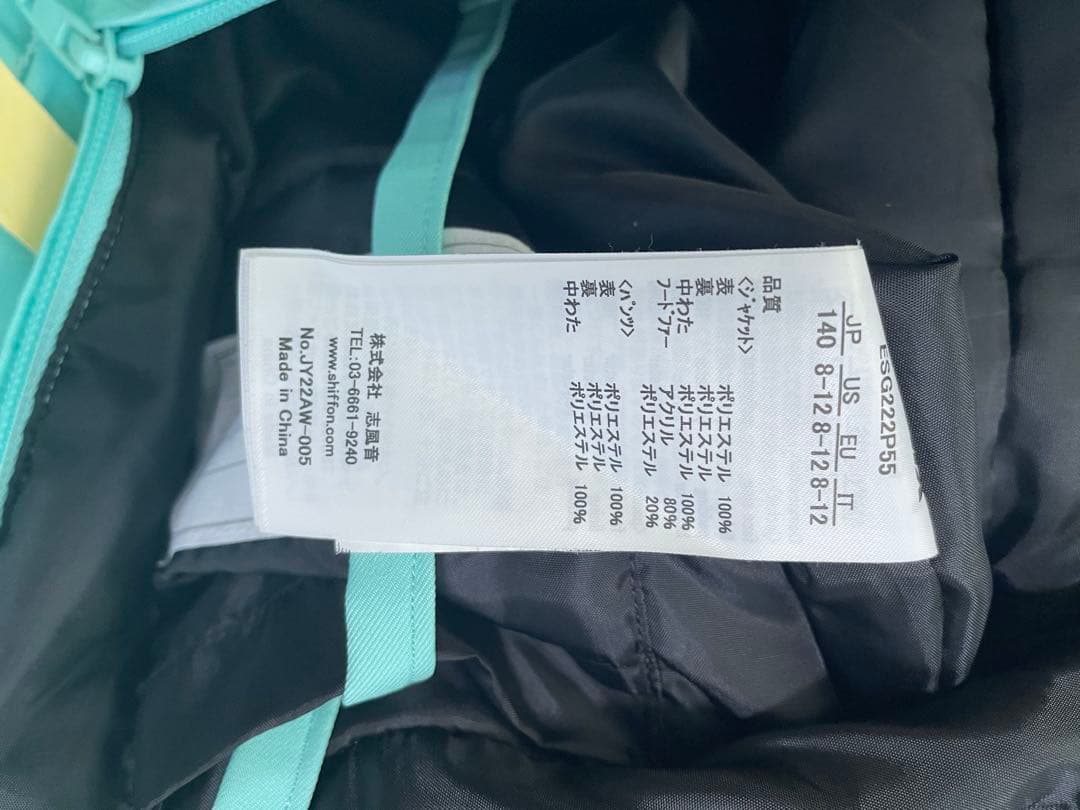 ESG222P55
JP US EU IT
140 8-12 8-12 8-12
品質
<ジャケット>
表 ポリエステル 100%
裏 ポリエステル 100%
中わた ポリエステル 100%
フードファー アクリル 80%
ポリエステル 20%
<パンツ>
表 ポリエステル 100%
裏 ポリエステル
中わた ポリエステル 100%
株式会社 志風音
TEL:03-6661-9240
www.shiffon.com
No.JY22AW-005
Made in China